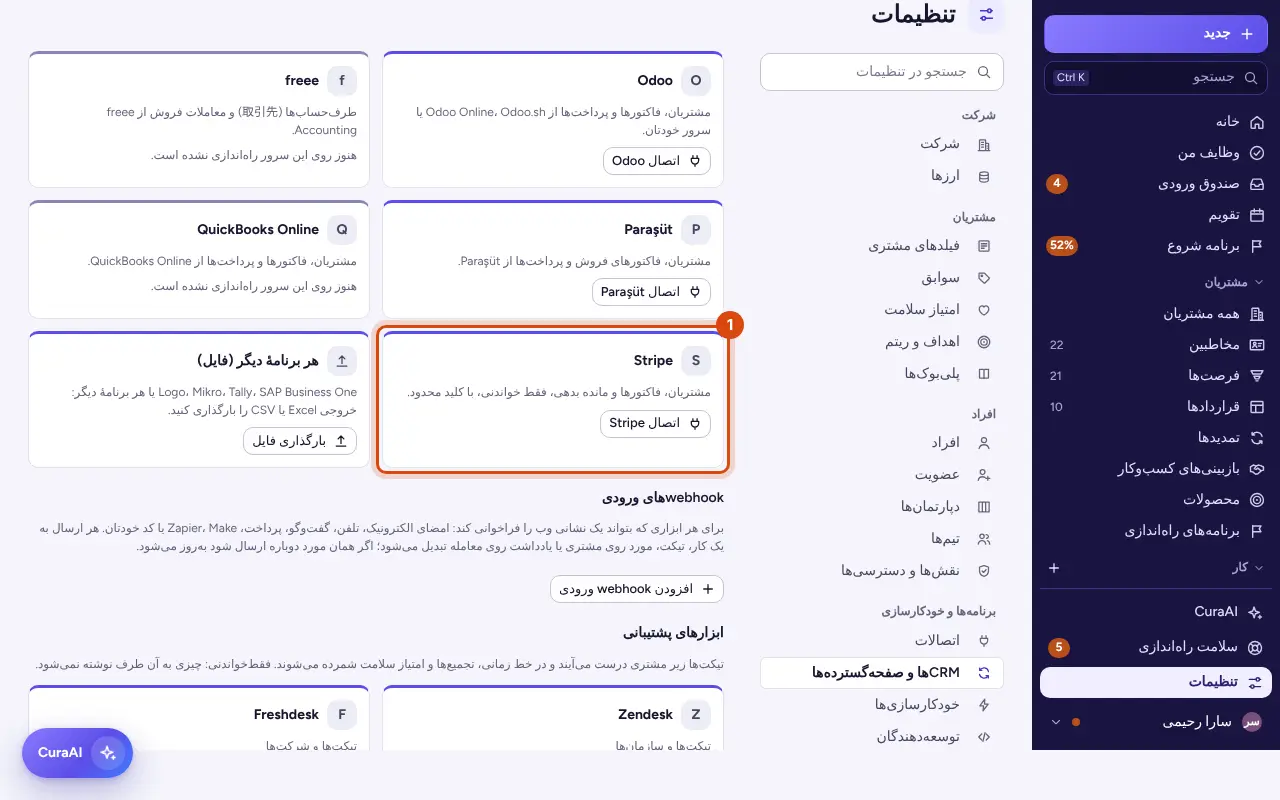 جدید
جستجو
Ctrl K
خانه
وظایف من
صندوق ورودی
4
تقویم
برنامه شروع
52%
مشتریان
همه مشتریان
مخاطبین
22
فرصت‌ها
21
قراردادها
10
تمدیدها
بازبینی‌های کسب‌وکار
محصولات
برنامه‌های راه‌اندازی
کار
CuraAI
سلامت راه‌اندازی
5
تنظیمات
سر
سارا رحیمی
تنظیمات
جستجو در تنظیمات
شرکت
شرکت
ارزها
مشتریان
فیلدهای مشتری
سوابق
امتیاز سلامت
اهداف و ریتم
پلی‌بوک‌ها
افراد
افراد
عضویت
دپارتمان‌ها
تیم‌ها
نقش‌ها و دسترسی‌ها
برنامه‌ها و خودکارسازی
اتصالات
CRMها و صفحه‌گسترده‌ها
خودکارسازی‌ها
توسعه‌دهندگان
O
Odoo
مشتریان، فاکتورها و پرداخت‌ها از Odoo Online، Odoo.sh یا
سرور خودتان.
اتصال Odoo
f
freee
طرف‌حساب‌ها (取引先) و معاملات فروش از freee
Accounting.
هنوز روی این سرور راه‌اندازی نشده است.
P
Paraşüt
مشتریان، فاکتورهای فروش و پرداخت‌ها از Paraşüt.
اتصال Paraşüt
Q
QuickBooks Online
مشتریان، فاکتورها و پرداخت‌ها از QuickBooks Online.
هنوز روی این سرور راه‌اندازی نشده است.
1
S
Stripe
مشتریان، فاکتورها و مانده بدهی، فقط خواندنی، با کلید محدود.
اتصال Stripe
هر برنامهٔ دیگر (فایل)
Logo، Mikro، Tally، SAP Business One یا هر برنامهٔ دیگر:
خروجی Excel یا CSV را بارگذاری کنید.
بارگذاری فایل
webhookهای ورودی
برای هر ابزاری که بتواند یک نشانی وب را فراخوانی کند: امضای الکترونیک، تلفن، گفت‌وگو، پرداخت، Zapier، Make یا کد خودتان. هر ارسال به
یک کار، تیکت، مورد روی مشتری یا یادداشت روی معامله تبدیل می‌شود؛ اگر همان مورد دوباره ارسال شود به‌روز می‌شود.
افزودن webhook ورودی
ابزارهای پشتیبانی
تیکت‌ها زیر مشتری درست می‌آیند و در خط زمانی، تجمیع‌ها و امتیاز سلامت شمرده می‌شوند. فقط‌خواندنی: چیزی به آن طرف نوشته نمی‌شود.
Z
Zendesk
تیکت‌ها و سازمان‌ها
F
Freshdesk
تیکت‌ها و شرکت‌ها
CuraAI